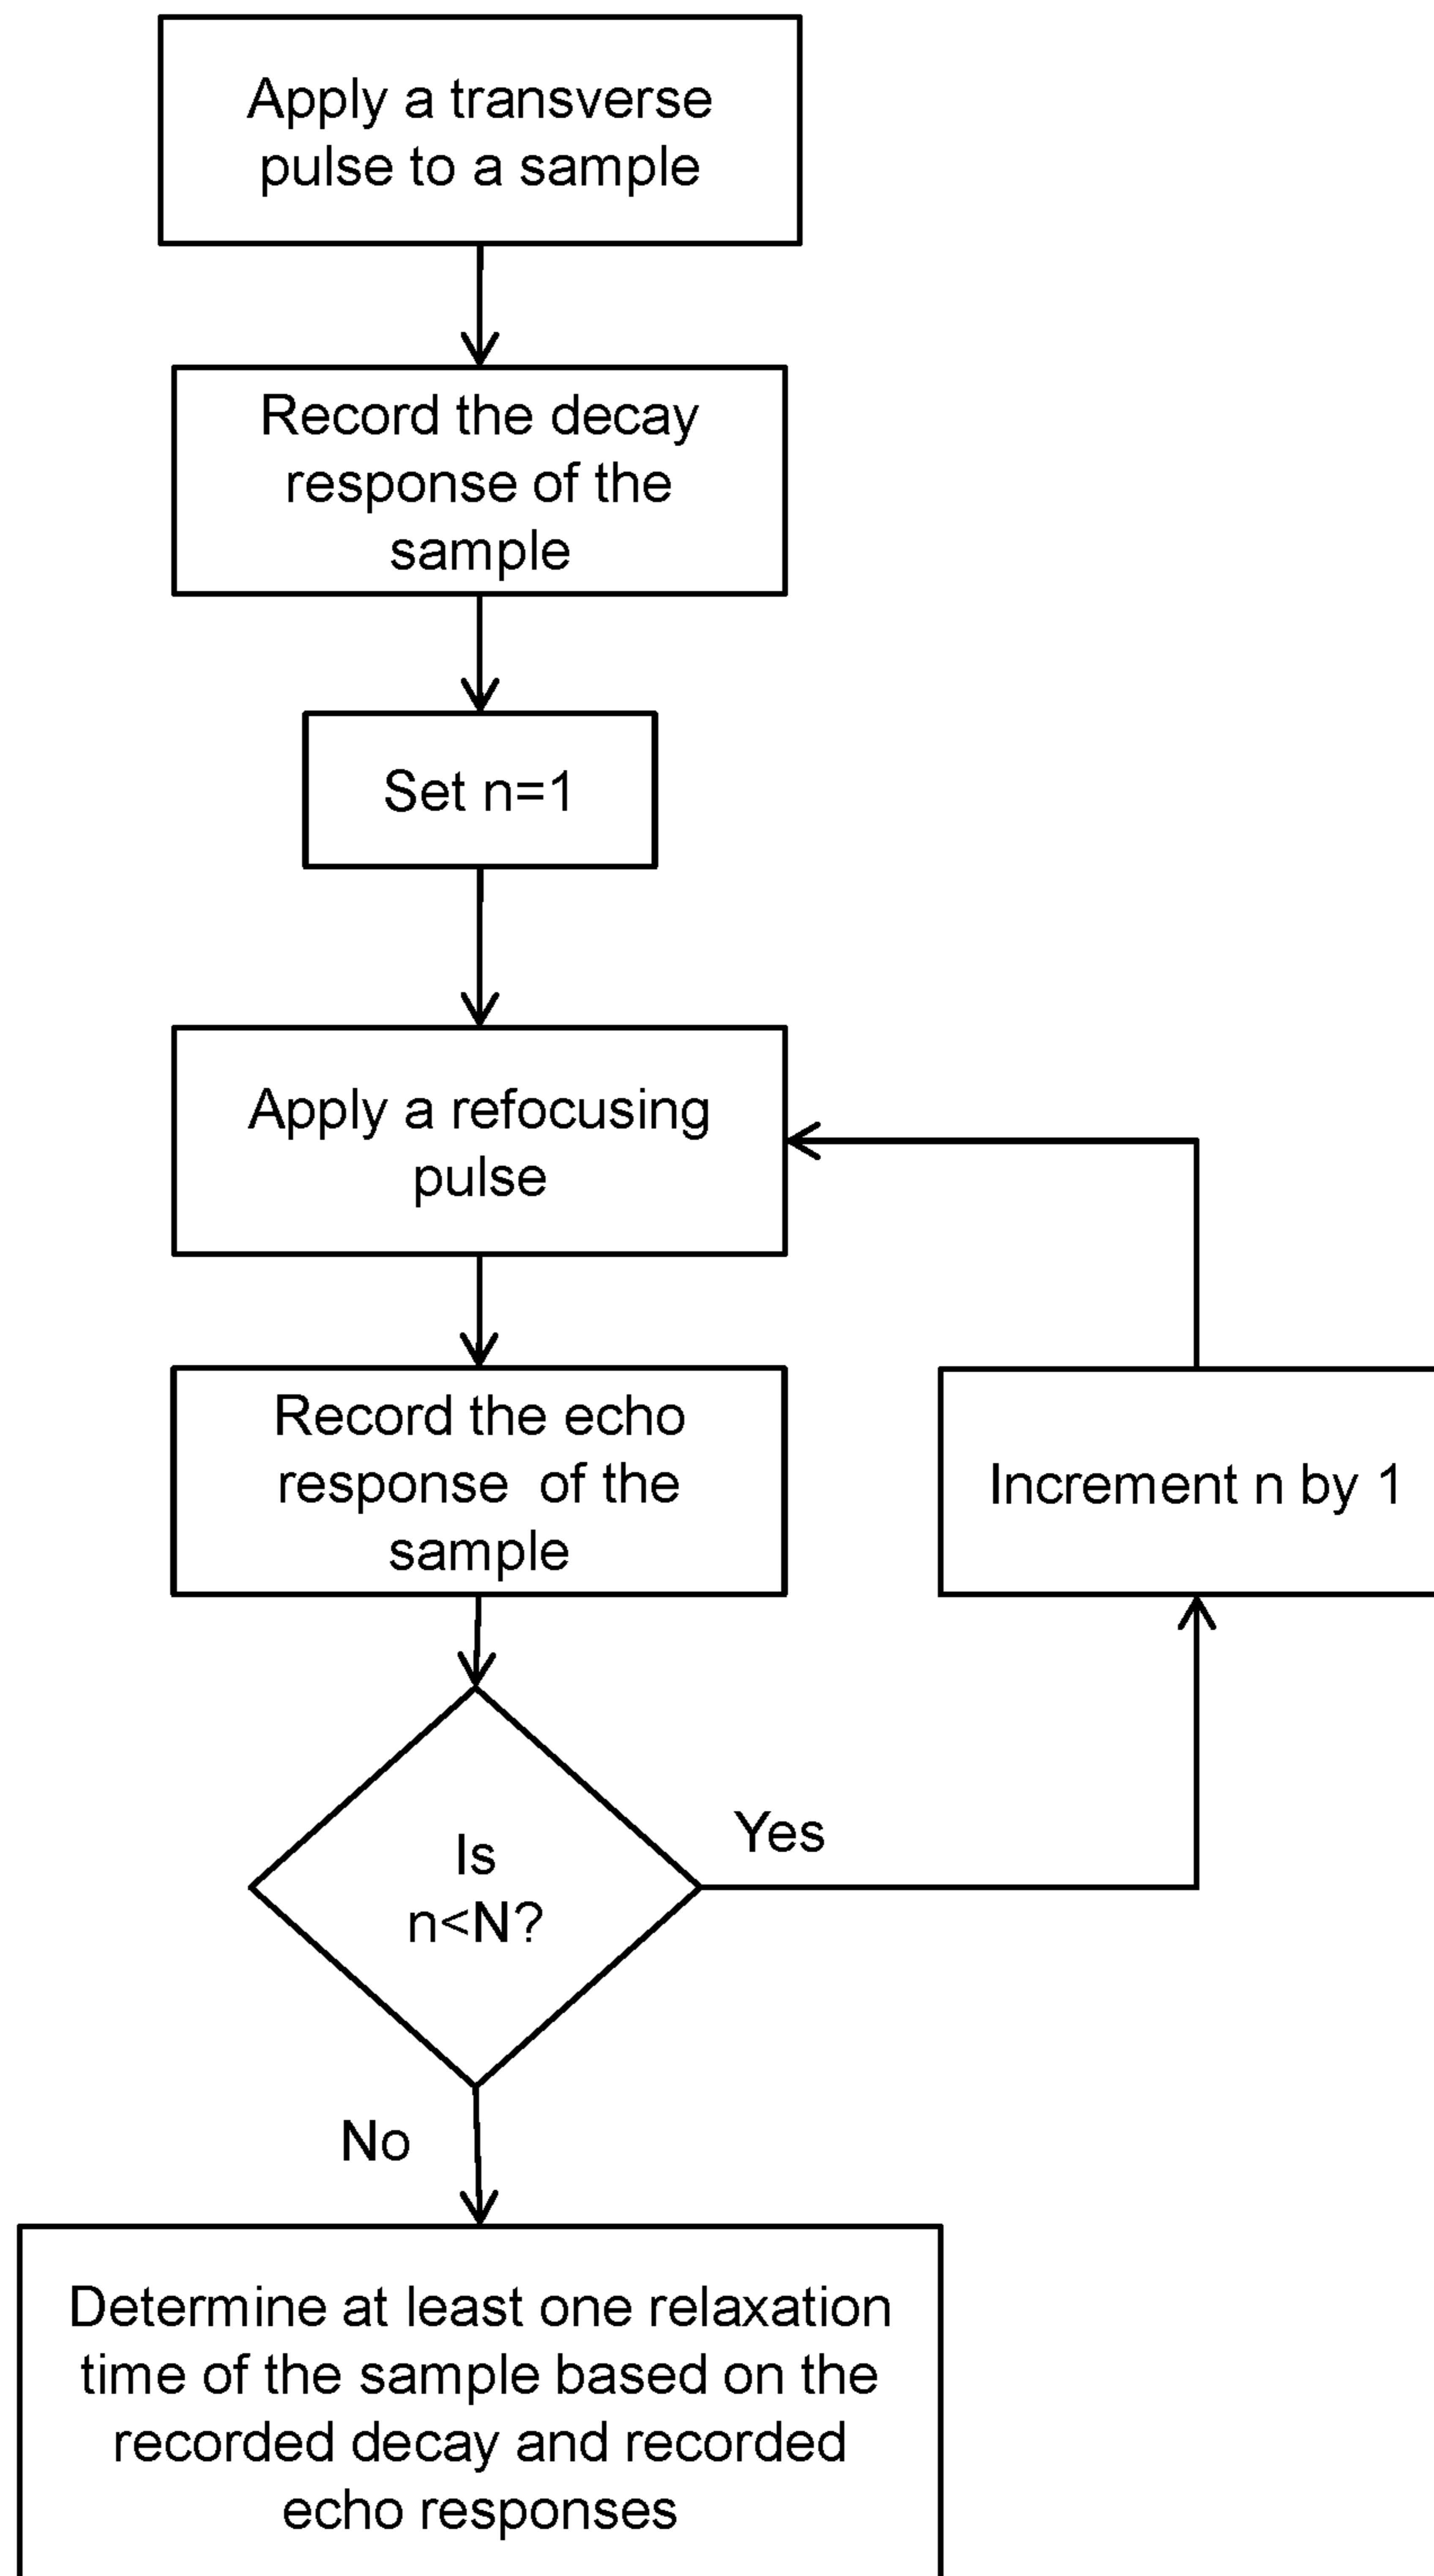 Apply a transverse
pulse to a sample
Record the decay
response of the
sample
Set n=1
Apply a refocusing
pulse
Record the echo
response of the
sample
Increment n by 1
Is
n<N?
Yes
No
Determine at least one relaxation
time of the sample based on the
recorded decay and recorded
echo responses